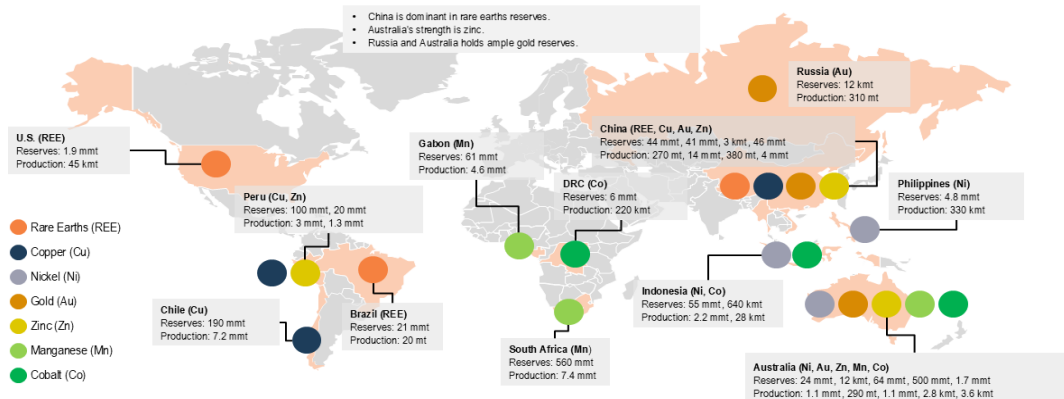 • China is dominant in rare earths reserves.
• Australia's strength is zinc.
• Russia and Australia holds ample gold reserves.
Russia (Au)
Reserves: 12 kmt
Production: 310 mt
U.S. (REE)
Reserves: 1.9 mmt
Production: 45 kmt
Gabon (Mn)
Reserves: 61 mmt
Production: 4.6 mmt
China (REE, Cu, Au, Zn)
Reserves: 44 mmt, 41 mmt, 3 kmt, 46 mmt
Production: 270 mt, 14 mmt, 380 mt, 4 mmt
DRC (Co)
Reserves: 6 mmt
Production: 220 kmt
Philippines (Ni)
Reserves: 4.8 mmt
Production: 330 kmt
Peru (Cu, Zn)
Reserves: 100 mmt, 20 mmt
Production: 3 mmt, 1.3 mmt
Rare Earths (REE)
Copper (Cu)
Nickel (Ni)
Gold (Au)
Zinc (Zn)
Manganese (Mn)
Cobalt (Co)
Chile (Cu)
Reserves: 190 mmt
Production: 7.2 mmt
Brazil (REE)
Reserves: 21 mmt
Production: 20 mt
Indonesia (Ni, Co)
Reserves: 55 mmt, 640 kmt
Production: 2.2 mmt, 28 kmt
South Africa (Mn)
Reserves: 560 mmt
Production: 7.4 mmt
Australia (Ni, Au, Zn, Mn, Co)
Reserves: 24 mmt, 12 kmt, 64 mmt, 500 mmt, 1.7 mmt
Production: 1.1 mmt, 290 mt, 1.1 mmt, 2.8 kmt, 3.6 kmt